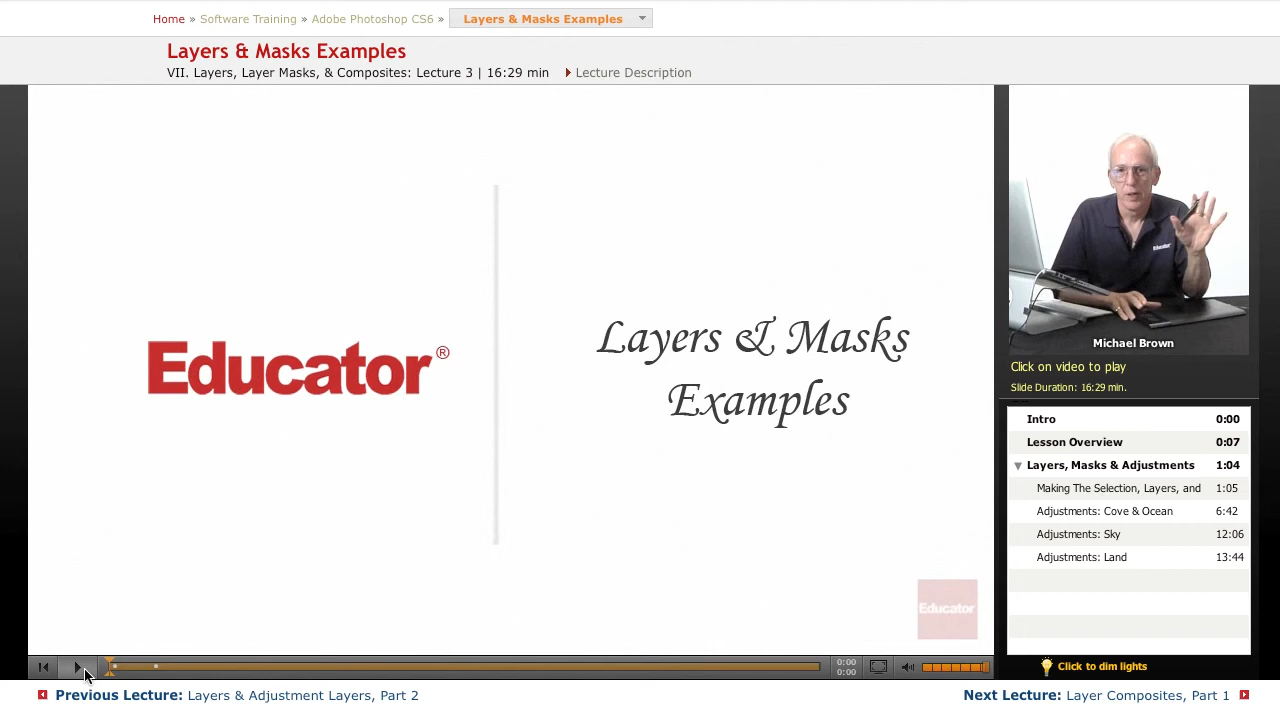 Home » Software Training » Adobe Photoshop CS6 » Layers & Masks Examples
Layers & Masks Examples
VII. Layers, Layer Masks, & Composites: Lecture 3 | 16:29 min Lecture Description
Educator®
Layers & Masks
Examples
Educator
Educator
Michael Brown
Click on video to play
Slide Duration: 16:29 min.
Intro 0:00
Lesson Overview 0:07
Layers, Masks & Adjustments 1:04
Making The Selection, Layers, and 1:05
Adjustments: Cove & Ocean 6:42
Adjustments: Sky 12:06
Adjustments: Land 13:44
0:00
0:00
Click to dim lights
Previous Lecture: Layers & Adjustment Layers, Part 2
Next Lecture: Layer Composites, Part 1